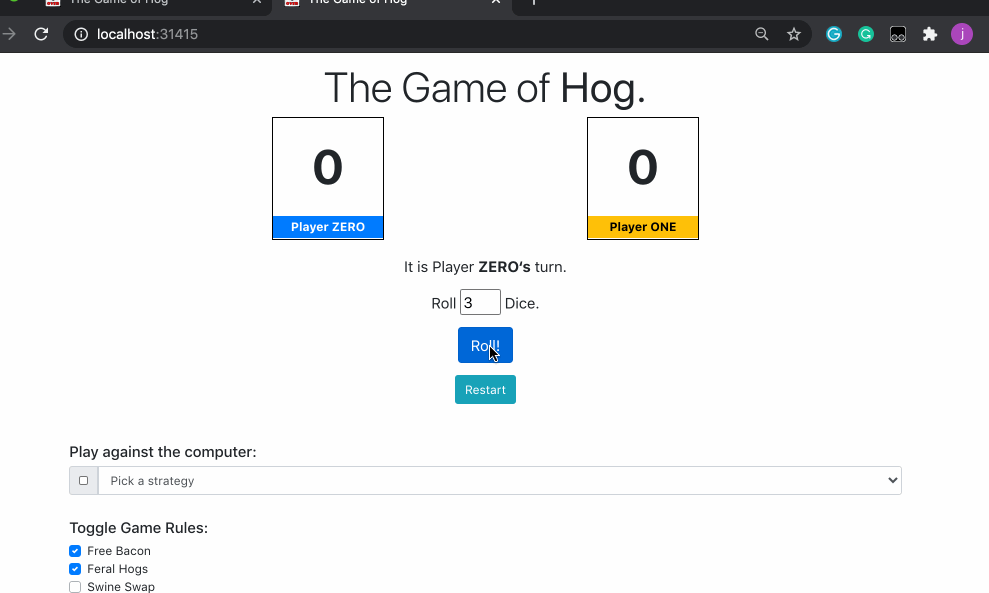 The Game of Hog
The Game of Hog
localhost:31415
j
The Game of Hog.
0
0
Player ZERO
Player ONE
It is Player ZERO‘s turn.
Roll 3 Dice.
Roll!
Restart
Play against the computer:
Pick a strategy
Toggle Game Rules:
Free Bacon
Feral Hogs
Swine Swap